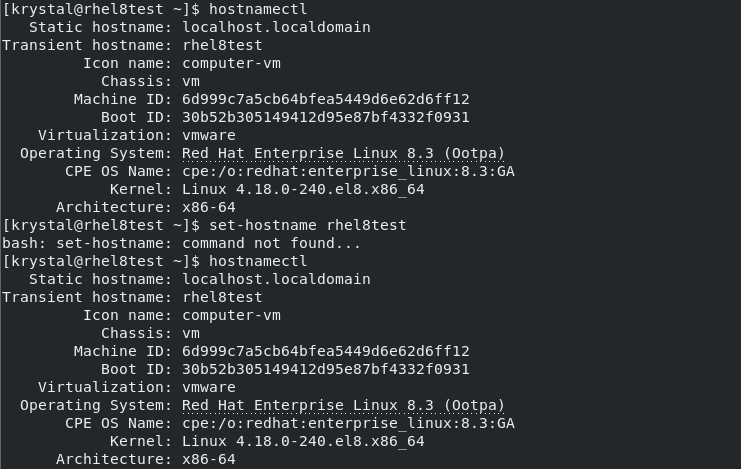 [krystal@rhel8test ~]$ hostnamectl
Static hostname: localhost.localdomain
Transient hostname: rhel8test
Icon name: computer-vm
Chassis: vm
Machine ID: 6d999c7a5cb64bfea5449d6e62d6ff12
Boot ID: 30b52b305149412d95e87bf4332f0931
Virtualization: vmware
Operating System: Red Hat Enterprise Linux 8.3 (Ootpa)
CPE OS Name: cpe:/o:redhat:enterprise_linux:8.3:GA
Kernel: Linux 4.18.0-240.el8.x86_64
Architecture: x86-64
[krystal@rhel8test ~]$ set-hostname rhel8test
bash: set-hostname: command not found...
[krystal@rhel8test ~]$ hostnamectl
Static hostname: localhost.localdomain
Transient hostname: rhel8test
Icon name: computer-vm
Chassis: vm
Machine ID: 6d999c7a5cb64bfea5449d6e62d6ff12
Boot ID: 30b52b305149412d95e87bf4332f0931
Virtualization: vmware
Operating System: Red Hat Enterprise Linux 8.3 (Ootpa)
CPE OS Name: cpe:/o:redhat:enterprise_linux:8.3:GA
Kernel: Linux 4.18.0-240.el8.x86_64
Architecture: x86-64